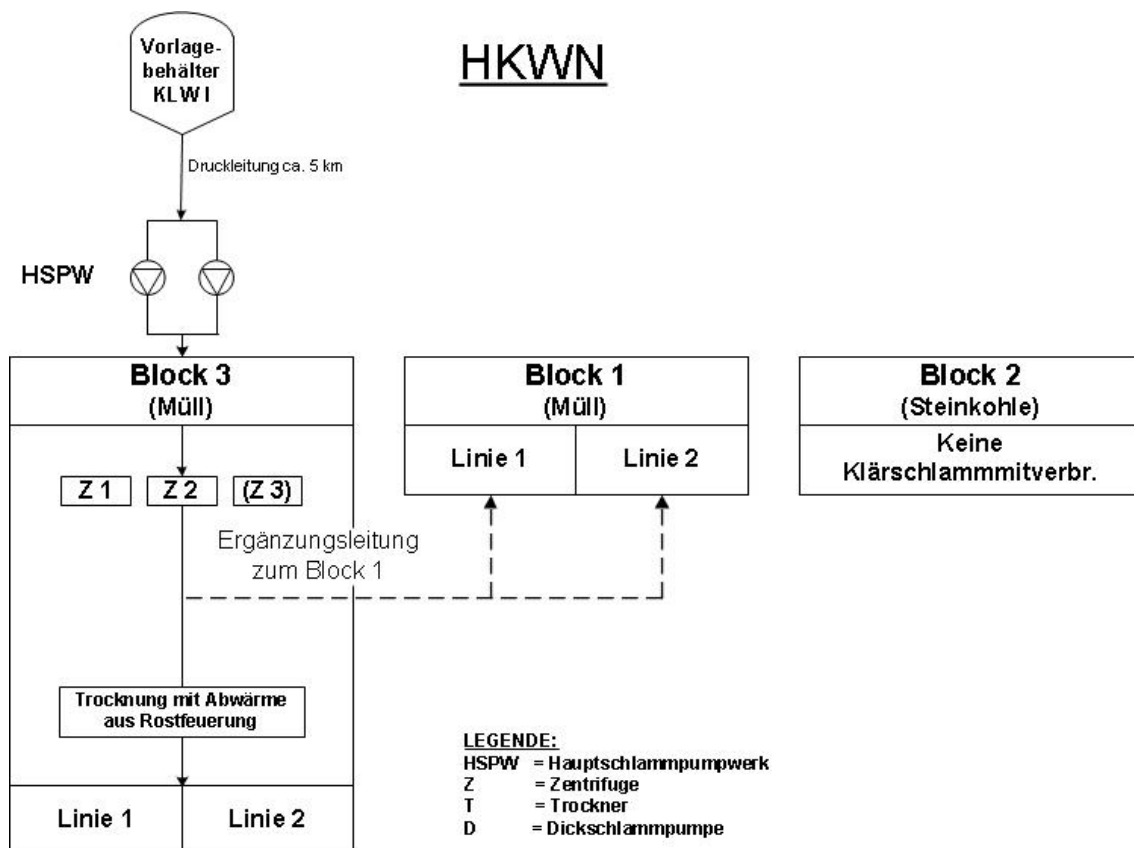 HKWN
Vorlage-
behälter
KLW I
Druckleitung ca. 5 km
HSPW
Block 3
(Müll)
Block 1
(Müll)
Block 2
(Steinkohle)
Linie 1
Linie 2
Keine
Klärschlammmitverbr.
Z 1
Z 2
(Z 3)
Ergänzungsleitung
zum Block 1
Trocknung mit Abwärme
aus Rostfeuerung
Linie 1
Linie 2
LEGENDE:
HSPW = Hauptschlammpumpwerk
Z = Zentrifuge
T = Trockner
D = Dickschlammpumpe